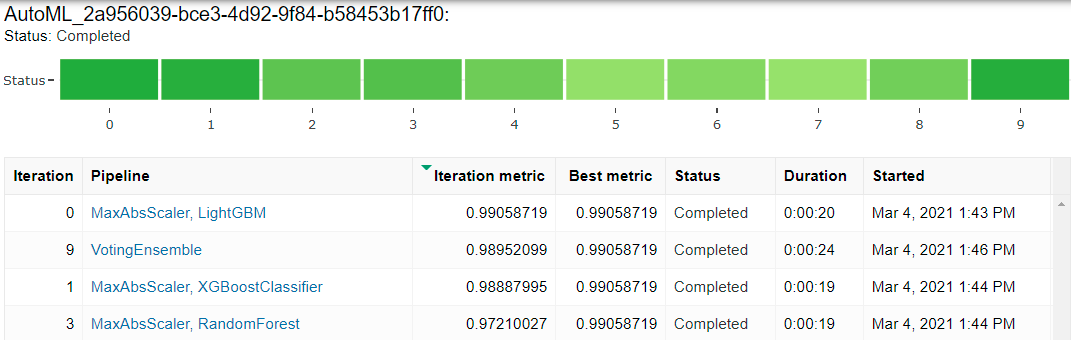 AutoML_2a956039-bce3-4d92-9f84-b58453b17ff0:
Status: Completed
Status
0 1 2 3 4 5 6 7 8 9
Iteration Pipeline Iteration metric Best metric Status Duration Started
0 MaxAbsScaler, LightGBM 0.99058719 0.99058719 Completed 0:00:20 Mar 4, 2021 1:43 PM
9 VotingEnsemble 0.98952099 0.99058719 Completed 0:00:24 Mar 4, 2021 1:46 PM
1 MaxAbsScaler, XGBoostClassifier 0.98887995 0.99058719 Completed 0:00:19 Mar 4, 2021 1:44 PM
3 MaxAbsScaler, RandomForest 0.97210027 0.99058719 Completed 0:00:19 Mar 4, 2021 1:44 PM